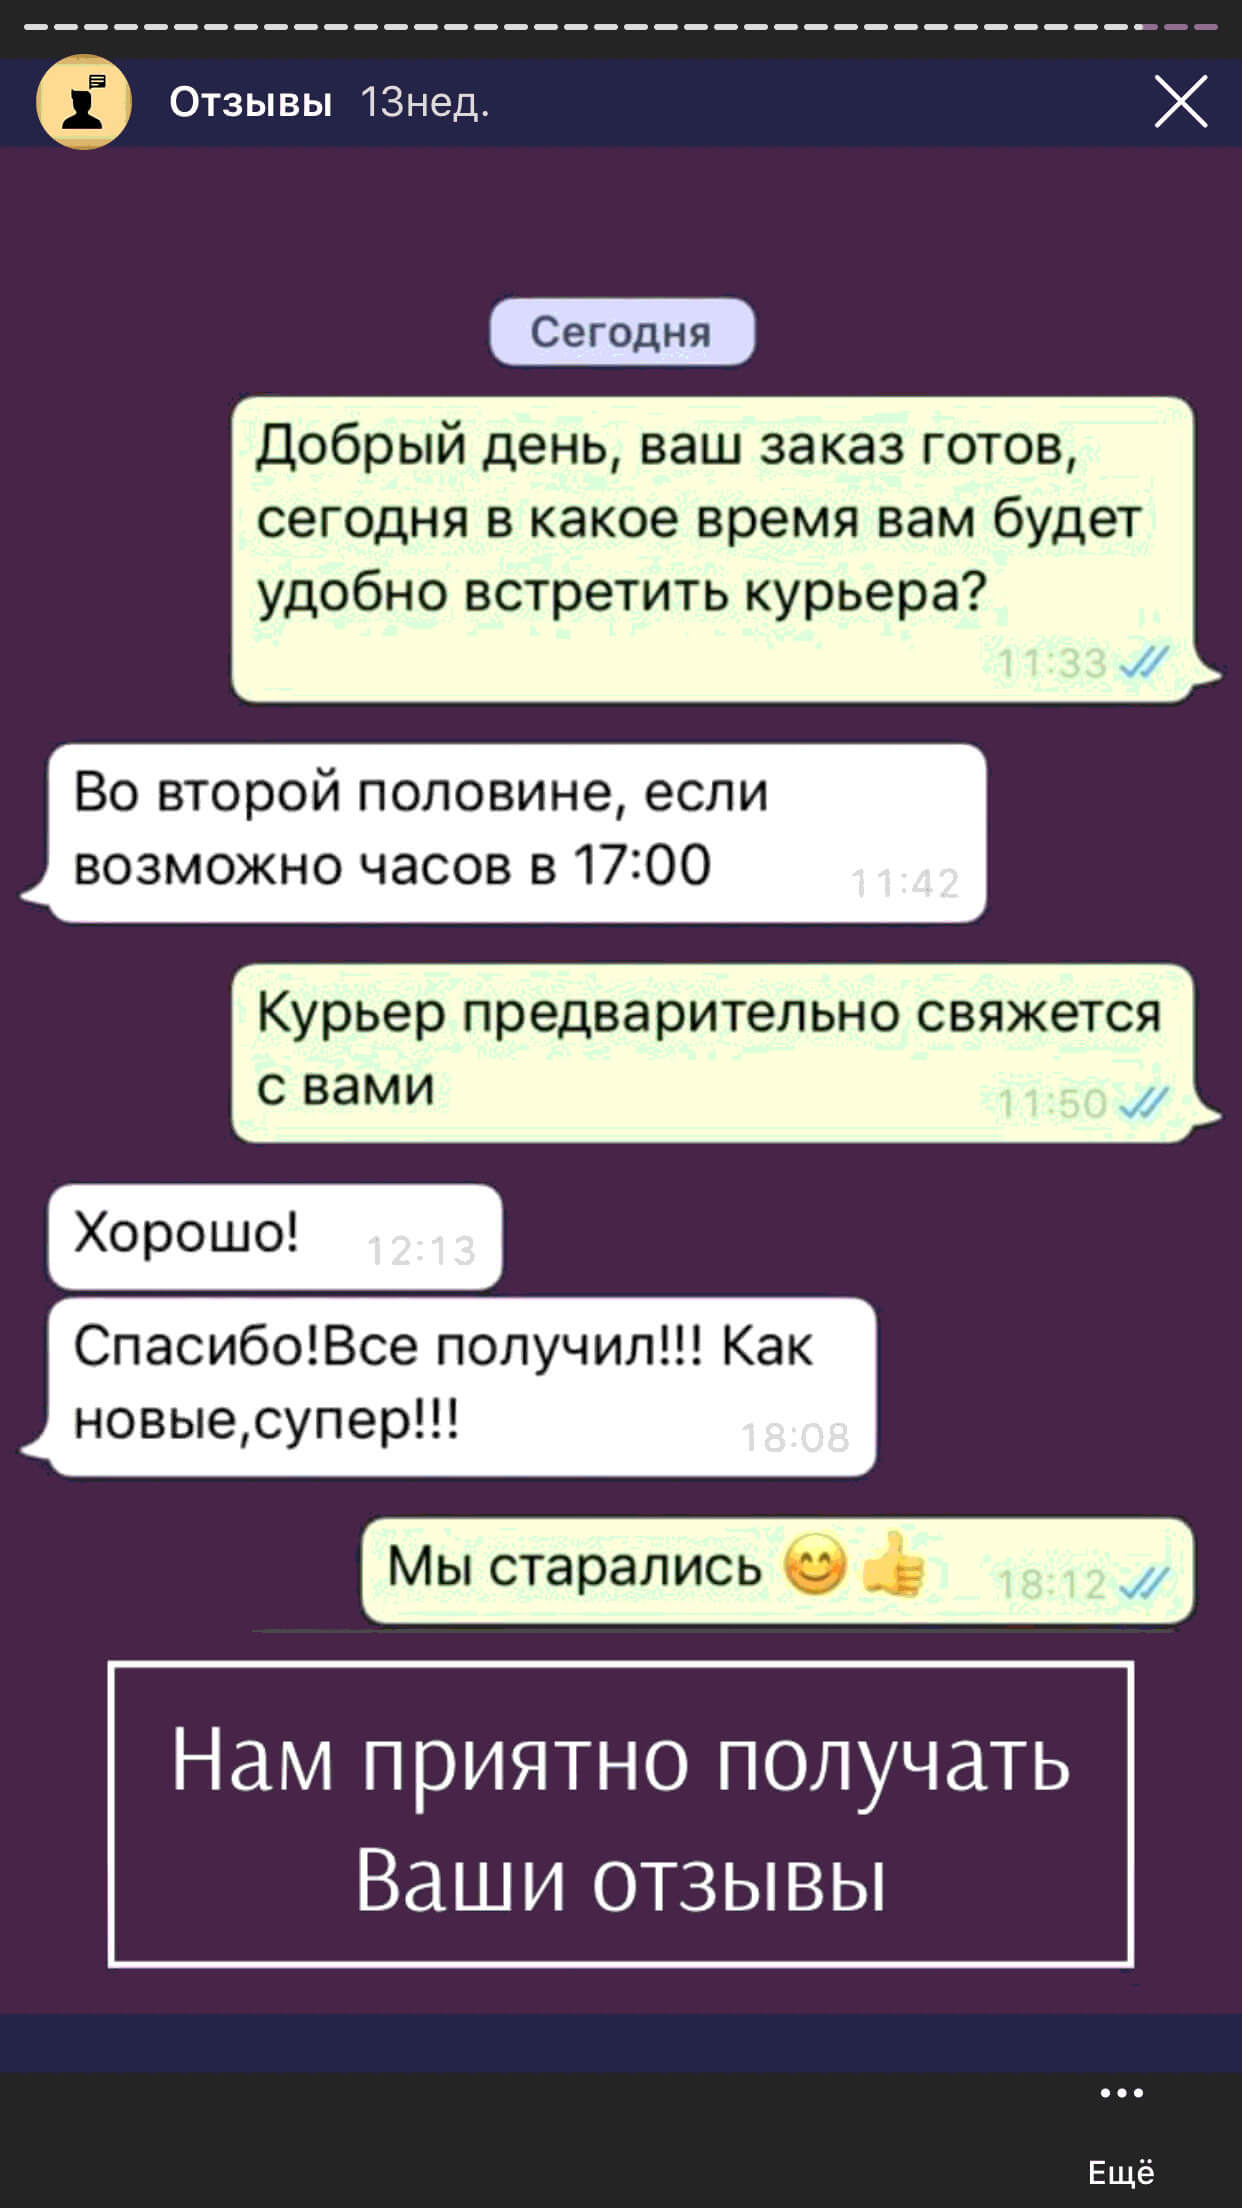 Отзывы 13нед.
Сегодня
Добрый день, ваш заказ готов,
сегодня в какое время вам будет
удобно встретить курьера?
11:33
Во второй половине, если
возможно часов в 17:00
11:42
Курьер предварительно свяжется
с вами
11:50
Хорошо!
12:13
Спасибо!Все получил!!! Как
новые,супер!!!
18:08
Мы старались 😊👍
18:12
Нам приятно получать
Ваши отзывы
Ещё